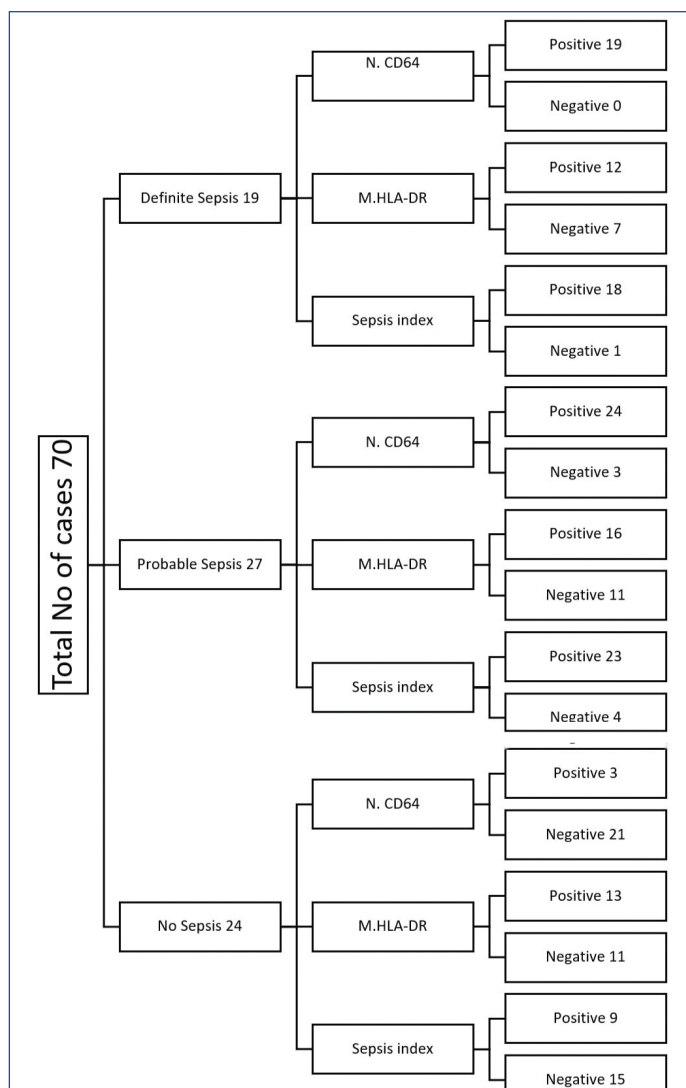 Total No of cases 70
Definite Sepsis 19
N. CD64
Positive 19
Negative 0
M.HLA-DR
Positive 12
Negative 7
Sepsis index
Positive 18
Negative 1
Probable Sepsis 27
N. CD64
Positive 24
Negative 3
M.HLA-DR
Positive 16
Negative 11
Sepsis index
Positive 23
Negative 4
No Sepsis 24
N. CD64
Positive 3
Negative 21
M.HLA-DR
Positive 13
Negative 11
Sepsis index
Positive 9
Negative 15